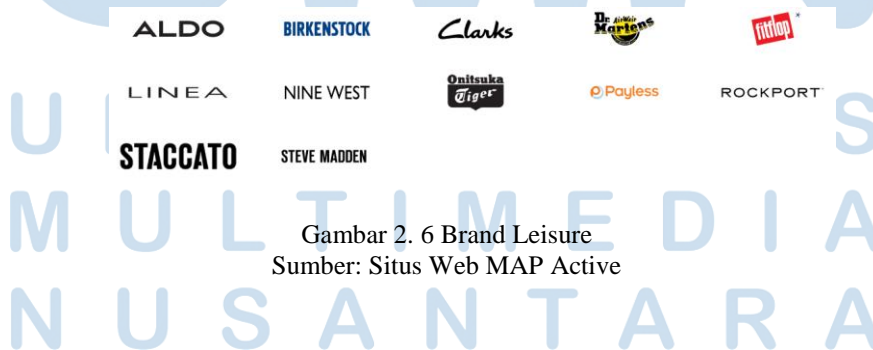 ALDO BIRKENSTOCK Clarks Dr. Martens AirWair fitflop
LINEA NINE WEST Onitsuka Tiger Payless ROCKPORT
STACCATO STEVE MADDEN
U S
MULTIMEDIA
Gambar 2. 6 Brand Leisure
Sumber: Situs Web MAP Active
NUSANTARA